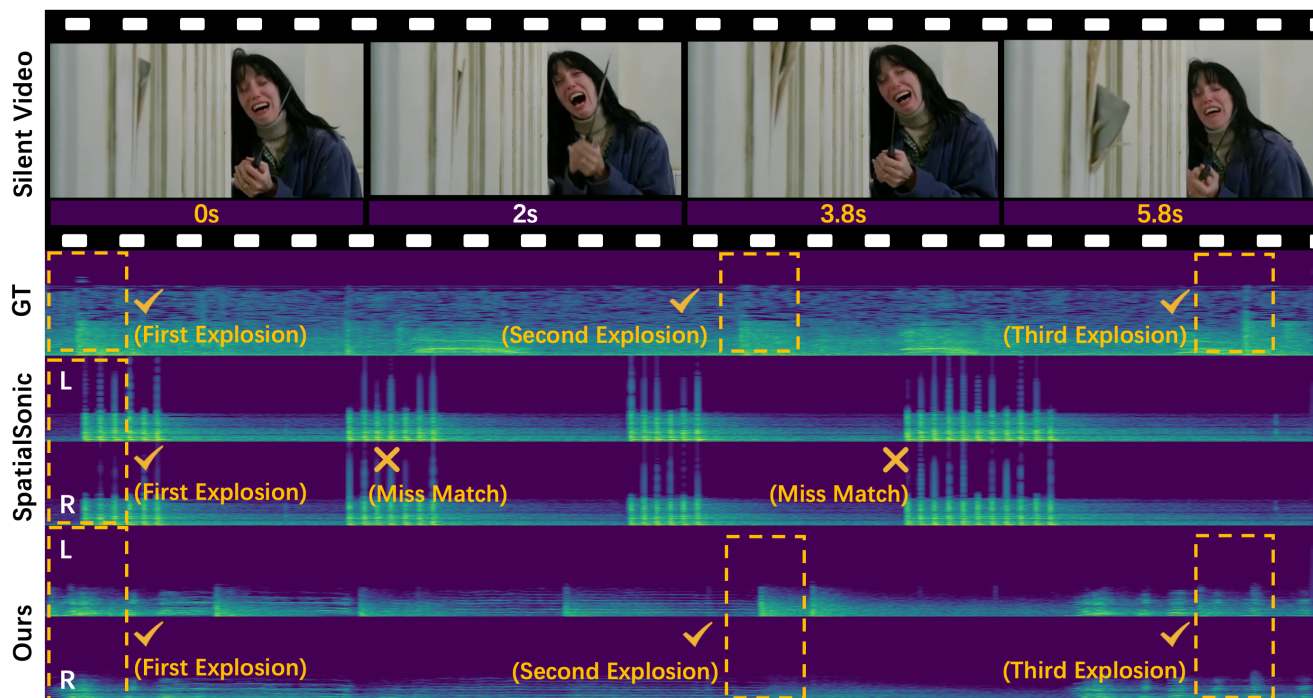 Silent Video
0s
2s
3.8s
5.8s
GT
(First Explosion)
(Second Explosion)
(Third Explosion)
SpatialSonic
L
R
(First Explosion)
(Miss Match)
(Miss Match)
Ours
L
R
(First Explosion)
(Second Explosion)
(Third Explosion)